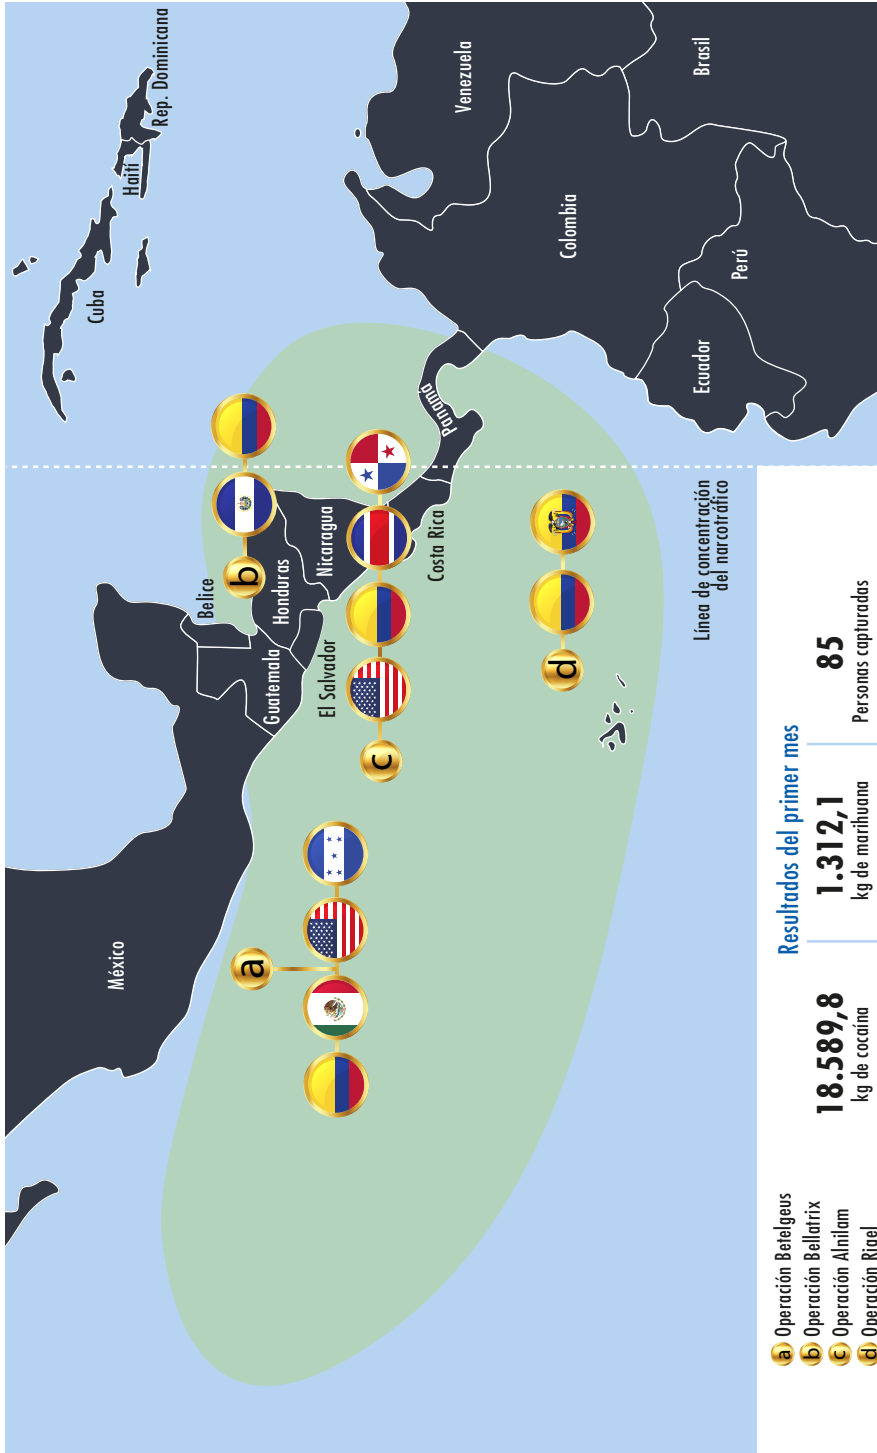 Cuba
Haití
Rep. Dominicana
México
Belice
Guatemala
Honduras
El Salvador
Nicaragua
Costa Rica
Panama
Venezuela
Colombia
Brasil
Ecuador
Perú
a
b
c
d
Línea de concentración
del narcotráfico
a Operación Betelgeus
b Operación Bellatrix
c Operación Alnilam
d Operación Rigel
Resultados del primer mes
18.589,8
kg de cocaína
1.312,1
kg de marihuana
85
Personas capturadas